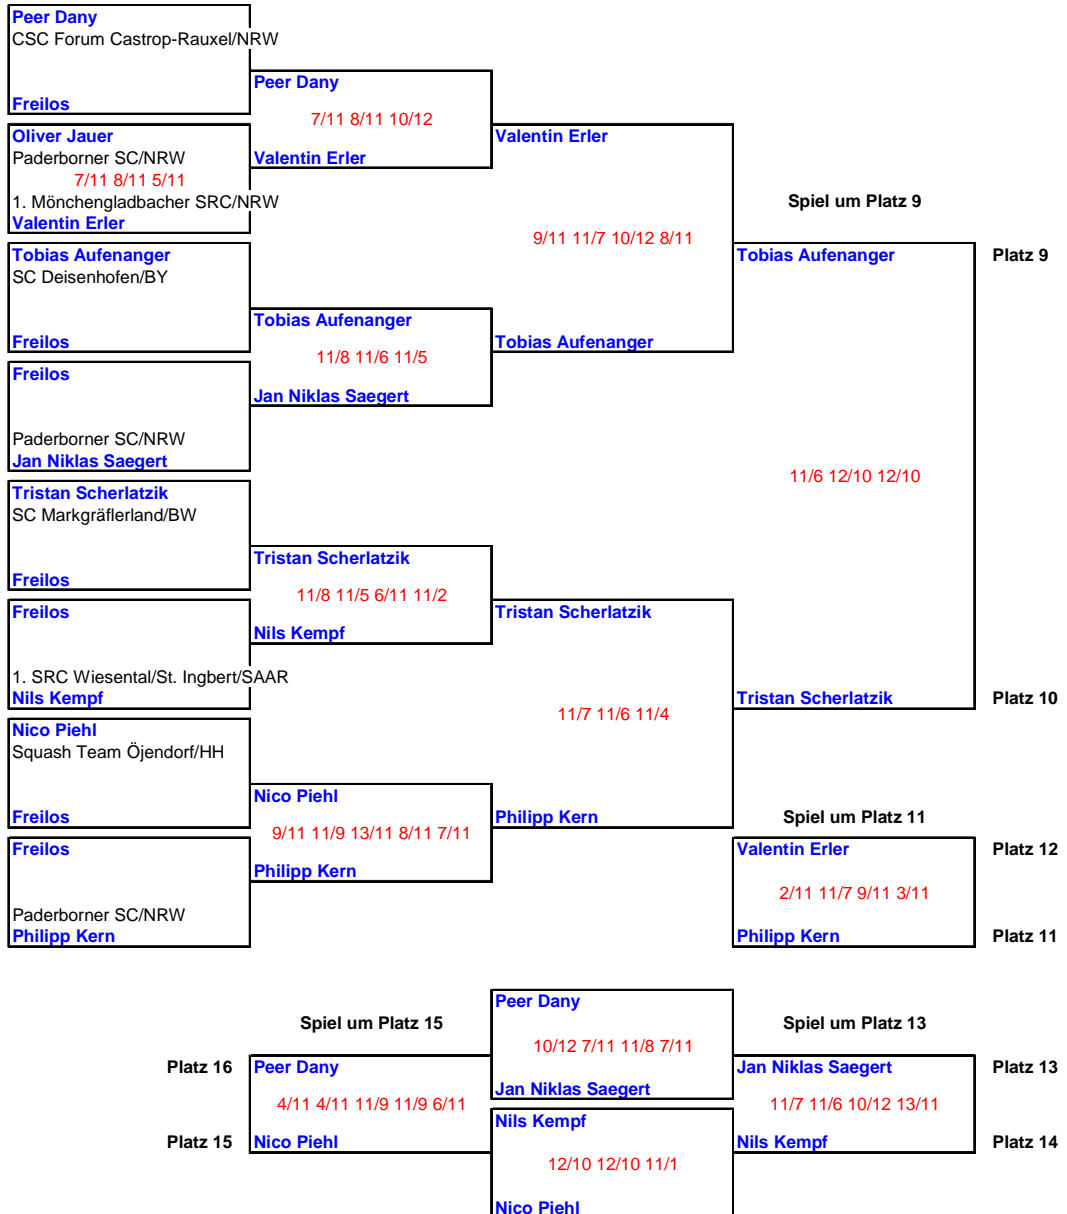 Peer Dany
CSC Forum Castrop-Rauxel/NRW
Peer Dany
Freilos
7/11 8/11 10/12
Oliver Jauer
Valentin Erler
Paderborner SC/NRW
Valentin Erler
7/11 8/11 5/11
1. Mönchengladbacher SRC/NRW
Spiel um Platz 9
Valentin Erler
9/11 11/7 10/12 8/11
Tobias Aufenanger
Tobias Aufenanger
Platz 9
SC Deisenhofen/BY
Tobias Aufenanger
Freilos
Tobias Aufenanger
11/8 11/6 11/5
Freilos
Jan Niklas Saegert
Paderborner SC/NRW
Jan Niklas Saegert
11/6 12/10 12/10
Tristan Scherlatzik
SC Markgräflerland/BW
Tristan Scherlatzik
Freilos
11/8 11/5 6/11 11/2
Freilos
Tristan Scherlatzik
Nils Kempf
1. SRC Wiesental/St. Ingbert/SAAR
Nils Kempf
Tristan Scherlatzik
Platz 10
11/7 11/6 11/4
Nico Piehl
Squash Team Öjendorf/HH
Nico Piehl
Freilos
Philipp Kern
Spiel um Platz 11
9/11 11/9 13/11 8/11 7/11
Freilos
Valentin Erler
Platz 12
Philipp Kern
2/11 11/7 9/11 3/11
Paderborner SC/NRW
Philipp Kern
Philipp Kern
Platz 11
Peer Dany
Spiel um Platz 15
Spiel um Platz 13
10/12 7/11 11/8 7/11
Platz 16
Peer Dany
Jan Niklas Saegert
Platz 13
Jan Niklas Saegert
4/11 4/11 11/9 11/9 6/11
11/7 11/6 10/12 13/11
Nils Kempf
Platz 15
Nico Piehl
Nils Kempf
Platz 14
12/10 12/10 11/1
Nico Piehl